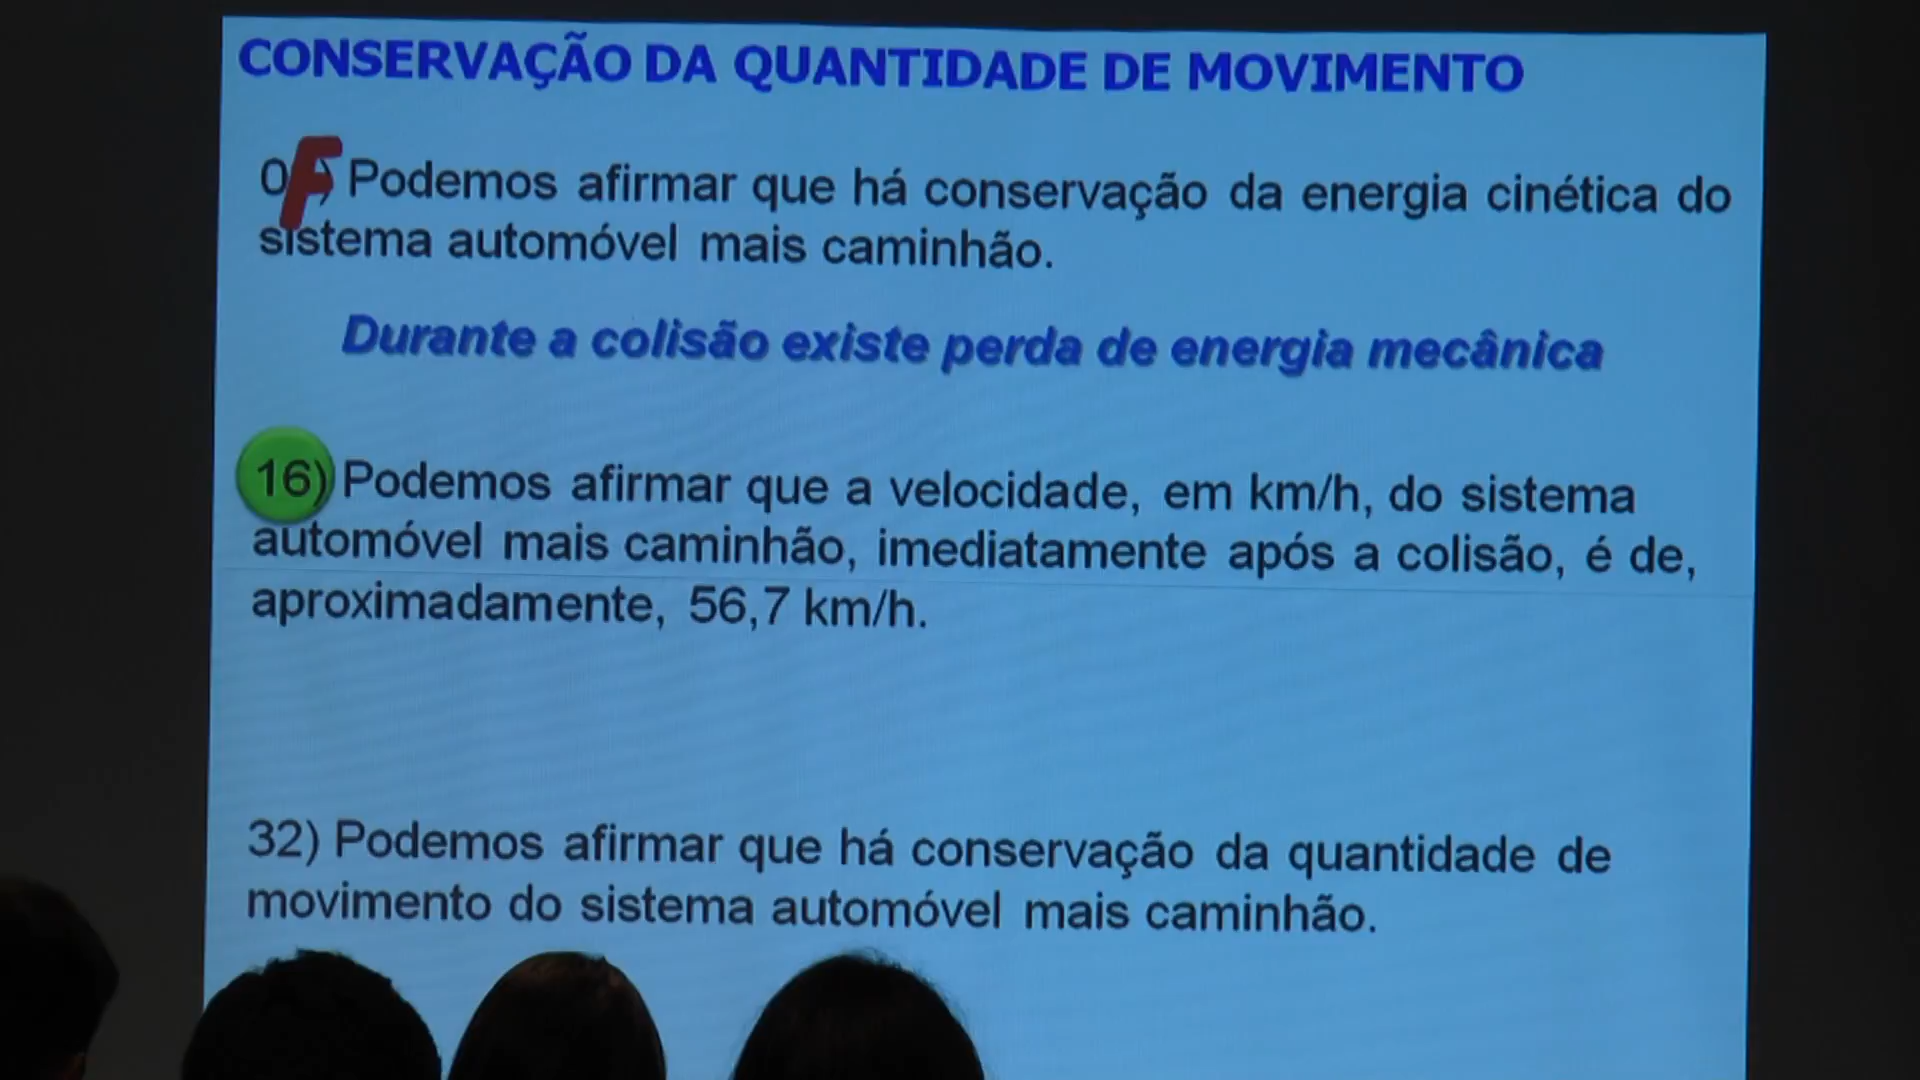 CONSERVAÇÃO DA QUANTIDADE DE MOVIMENTO
0F) Podemos afirmar que há conservação da energia cinética do
sistema automóvel mais caminhão.
Durante a colisão existe perda de energia mecânica
16) Podemos afirmar que a velocidade, em km/h, do sistema
automóvel mais caminhão, imediatamente após a colisão, é de,
aproximadamente, 56,7 km/h.
32) Podemos afirmar que há conservação da quantidade de
movimento do sistema automóvel mais caminhão.